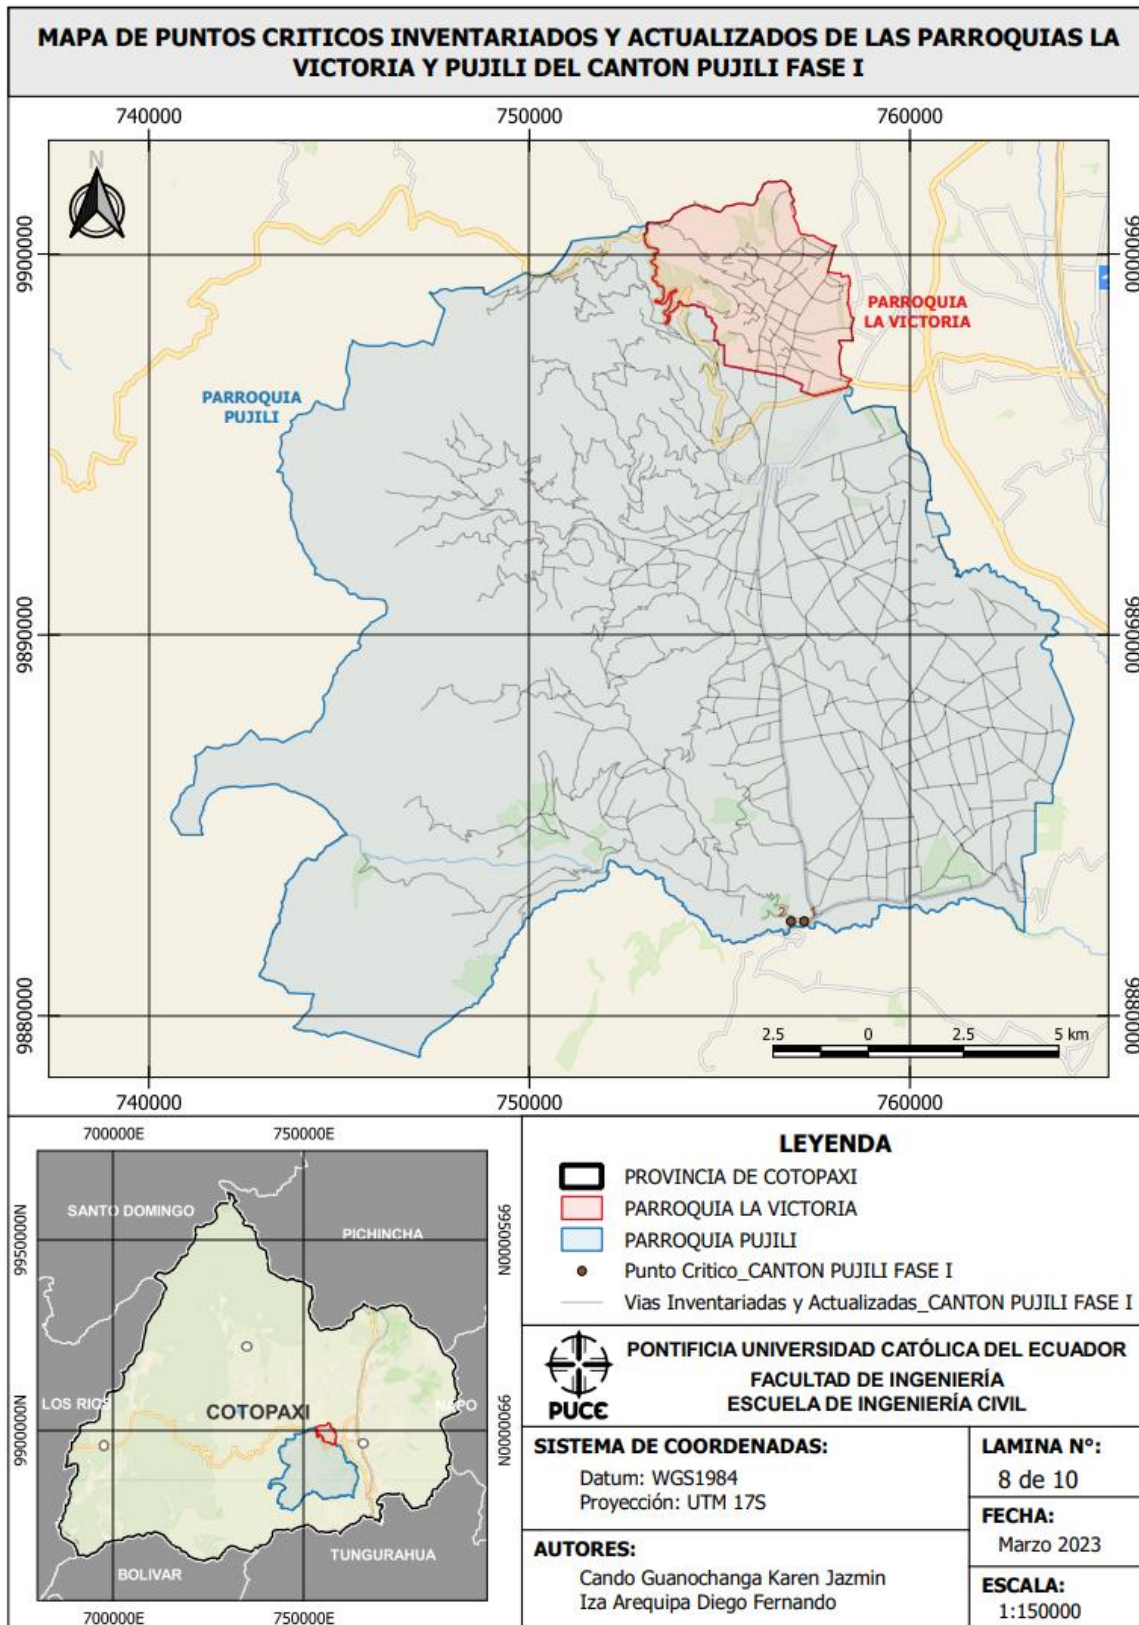 MAPA DE PUNTOS CRITICOS INVENTARIADOS Y ACTUALIZADOS DE LAS PARROQUIAS LA
VICTORIA Y PUJILI DEL CANTON PUJILI FASE I
740000
750000
760000
N
9900000
9900000
PARROQUIA
LA VICTORIA
PARROQUIA
PUJILI
9890000
9890000
2
1
9880000
9880000
2.5
0
2.5
5 km
740000
750000
760000
700000E
750000E
SANTO DOMINGO
PICHINCHA
9950000N
9950000N
LOS RIOS
COTOPAXI
NAPO
9900000N
9900000N
TUNGURAHUA
BOLIVAR
700000E
750000E
LEYENDA
PROVINCIA DE COTOPAXI
PARROQUIA LA VICTORIA
PARROQUIA PUJILI
Punto Critico_CANTON PUJILI FASE I
Vias Inventariadas y Actualizadas_CANTON PUJILI FASE I
PUCE
PONTIFICIA UNIVERSIDAD CATÓLICA DEL ECUADOR
FACULTAD DE INGENIERÍA
ESCUELA DE INGENIERÍA CIVIL
SISTEMA DE COORDENADAS:
Datum: WGS1984
Proyección: UTM 17S
LAMINA N°:
8 de 10
FECHA:
Marzo 2023
AUTORES:
Cando Guanochanga Karen Jazmin
Iza Arequipa Diego Fernando
ESCALA:
1:150000